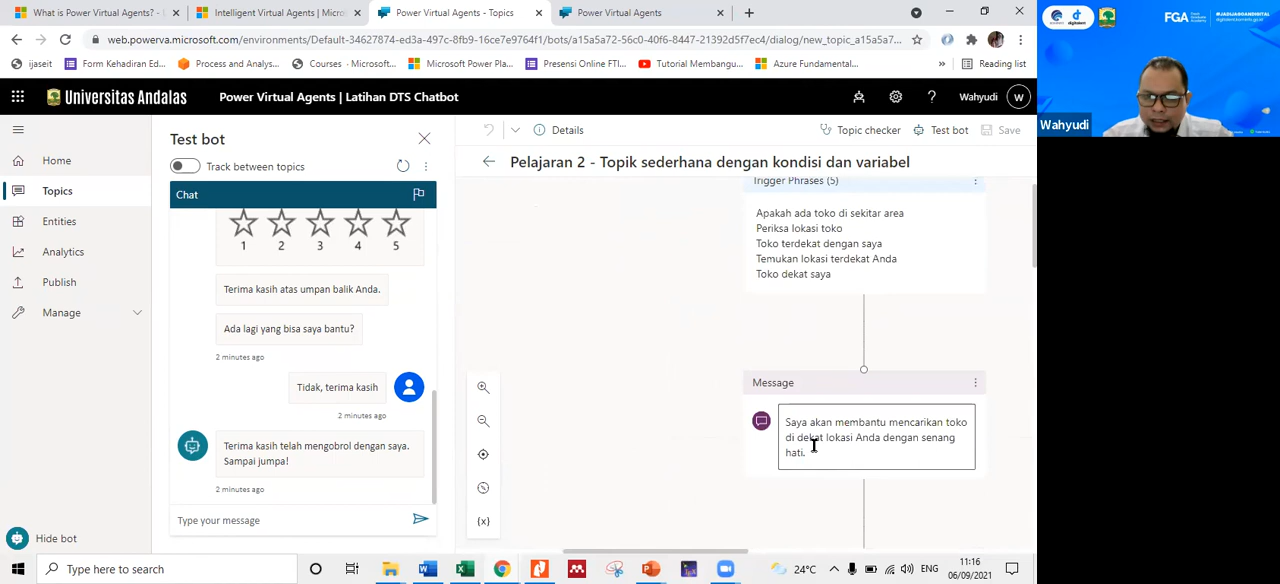 What is Power Virtual Agents? -
Intelligent Virtual Agents | Micro
Power Virtual Agents - Topics
Power Virtual Agents
web.powerva.microsoft.com/environments/Default-34627874-ed3a-497c-8fb9-16ce7e9764f1/bots/a15a5a72-56c0-40f6-8447-21392d5f7ec4/dialog/new_topic_a15a5a7...
ijaseit
Form Kehadiran Ed...
Process and Analys...
Courses - Microsoft...
Microsoft Power Pla...
Presensi Online FTI...
Tutorial Membangu...
Azure Fundamental...
»
Reading list
Universitas Andalas
Power Virtual Agents | Latihan DTS Chatbot
?
Wahyudi
W
Home
Topics
Entities
Analytics
Publish
Manage
Hide bot
Test bot
Track between topics
Chat
1 2 3 4 5
Terima kasih atas umpan balik Anda.
Ada lagi yang bisa saya bantu?
2 minutes ago
Tidak, terima kasih
2 minutes ago
Terima kasih telah mengobrol dengan saya.
Sampai jumpa!
2 minutes ago
Type your message
Details
Topic checker
Test bot
Save
Pelajaran 2 - Topik sederhana dengan kondisi dan variabel
Trigger Phrases (5)
Apakah ada toko di sekitar area
Periksa lokasi toko
Toko terdekat dengan saya
Temukan lokasi terdekat Anda
Toko dekat saya
Message
Saya akan membantu mencarikan toko
di dekat lokasi Anda dengan senang
hati.
{x}
Type here to search
24°C
ENG
11:16
06/09/2021
FGA
Wahyudi